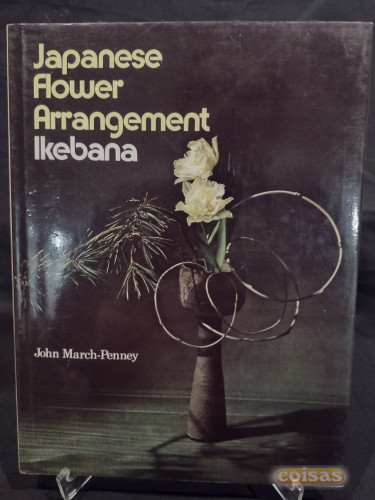 Japanese
Flower
Arrangement
Ikebana
John March-Penney
coisas